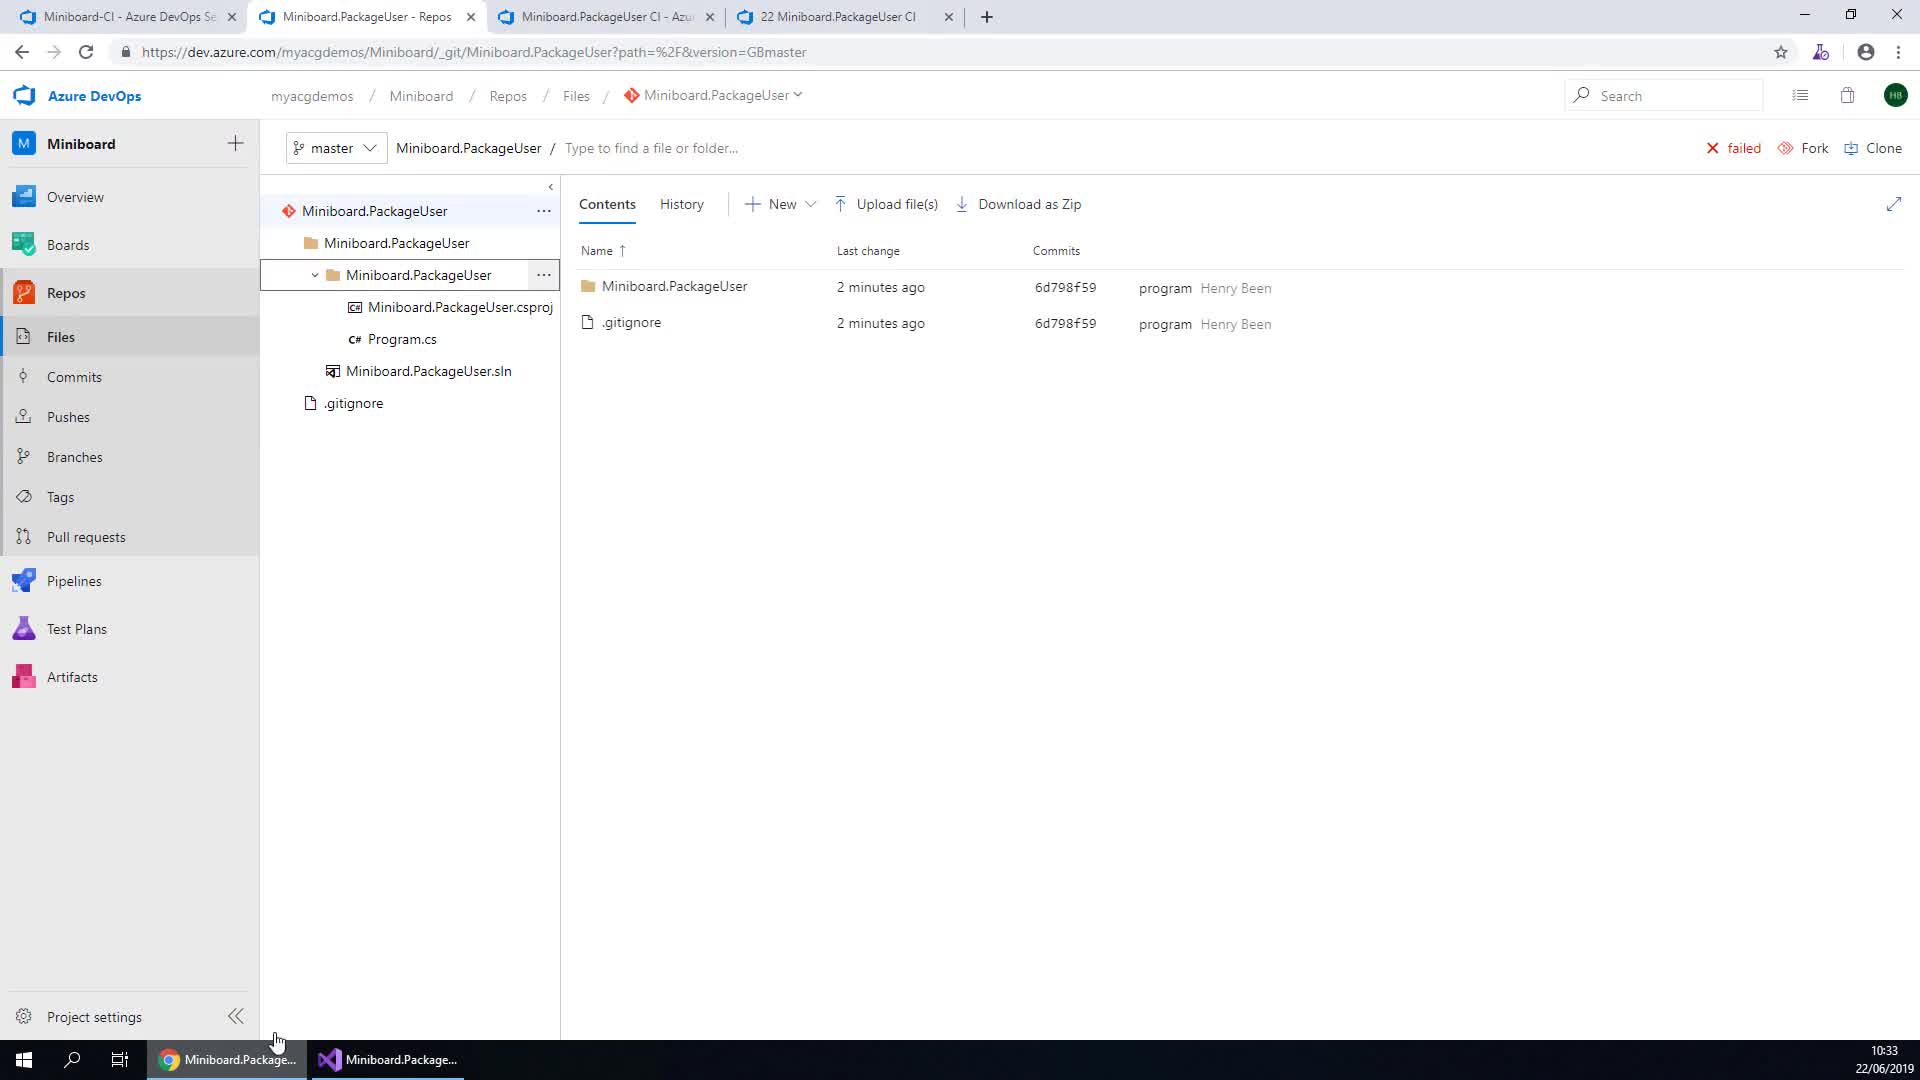 Miniboard-CI - Azure DevOps Se
Miniboard.PackageUser - Repos
Miniboard.PackageUser CI - Azu
22 Miniboard.PackageUser CI
https://dev.azure.com/myacgdemos/Miniboard/_git/Miniboard.PackageUser?path=%2F&version=GBmaster
Azure DevOps
myacgdemos / Miniboard / Repos / Files / Miniboard.PackageUser
Search
HB
M Miniboard
master
Miniboard.PackageUser / Type to find a file or folder...
failed
Fork
Clone
Overview
Boards
Repos
Files
Commits
Pushes
Branches
Tags
Pull requests
Pipelines
Test Plans
Artifacts
Project settings
Miniboard.PackageUser
Miniboard.PackageUser
Miniboard.PackageUser
C# Miniboard.PackageUser.csproj
C# Program.cs
Miniboard.PackageUser.sln
.gitignore
Contents
History
New
Upload file(s)
Download as Zip
Name Last change Commits
Miniboard.PackageUser 2 minutes ago 6d798f59 program Henry Been
.gitignore 2 minutes ago 6d798f59 program Henry Been
Miniboard.Package...
Miniboard.Package...
10:33
22/06/2019